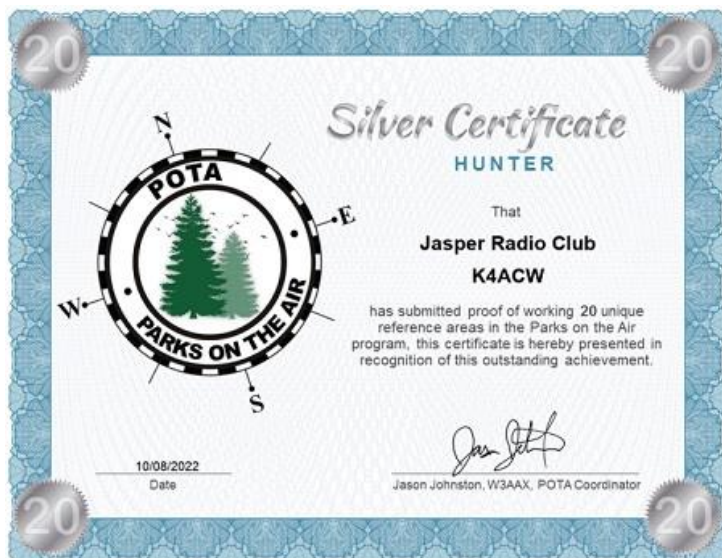 20
20
Silver Certificate
HUNTER
N
POTA
E
W
PARKS ON THE AIR
S
That
Jasper Radio Club
K4ACW
has submitted proof of working 20 unique
reference areas in the Parks on the Air
program, this certificate is hereby presented in
recognition of this outstanding achievement.
10/08/2022
Date
Jason Johnston, W3AAX, POTA Coordinator
20
20